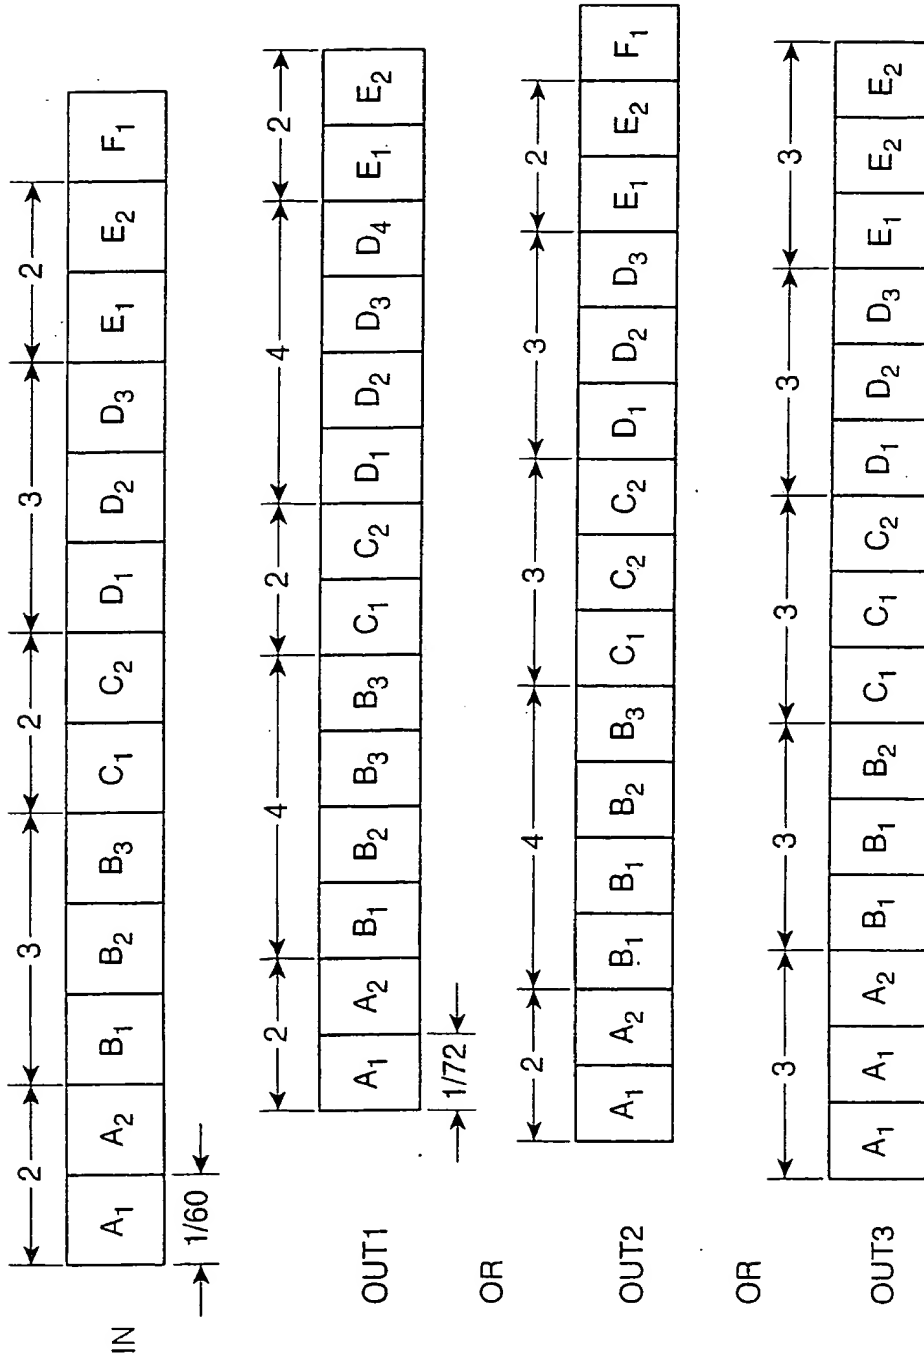 IN
2 3 2 3 2
A1 A2 B1 B2 B3 C1 C2 D1 D2 D3 E1 E2 F1
1/60
OUT1
2 4 2 4 2
A1 A2 B1 B2 B3 B3 C1 C2 D1 D2 D3 D4 E1 E2
1/72
OR
OUT2
2 4 3 3 2
A1 A2 B1 B1 B2 B3 C1 C2 C2 D1 D2 D3 E1 E2 F1
OR
OUT3
3 3 3 3 3
A1 A1 A2 B1 B1 B2 C1 C1 C2 D1 D2 D3 E1 E2 E2